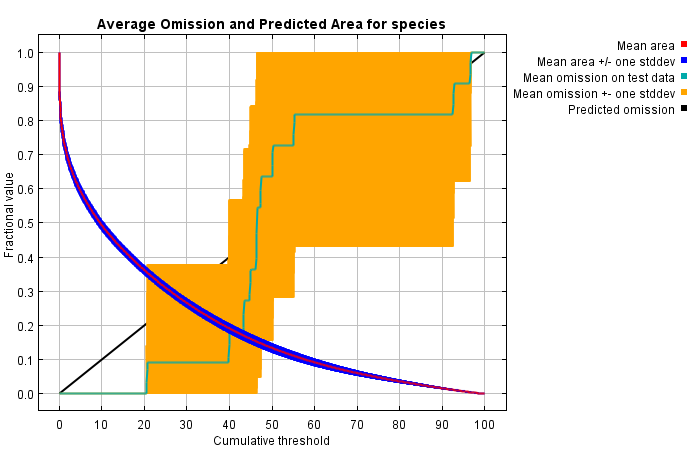 Average Omission and Predicted Area for species
Mean area
Mean area +/- one stddev
Mean omission on test data
Mean omission +- one stddev
Predicted omission
Fractional value
1.0
0.9
0.8
0.7
0.6
0.5
0.4
0.3
0.2
0.1
0.0
0 10 20 30 40 50 60 70 80 90 100
Cumulative threshold